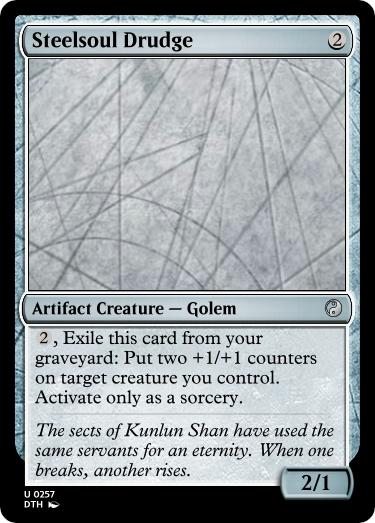 Steelsoul Drudge 2
Artifact Creature — Golem
2, Exile this card from your
graveyard: Put two +1/+1 counters
on target creature you control.
Activate only as a sorcery.
The sects of Kunlun Shan have used the
same servants for an eternity. When one
breaks, another rises.
2/1
U 0257
DTH